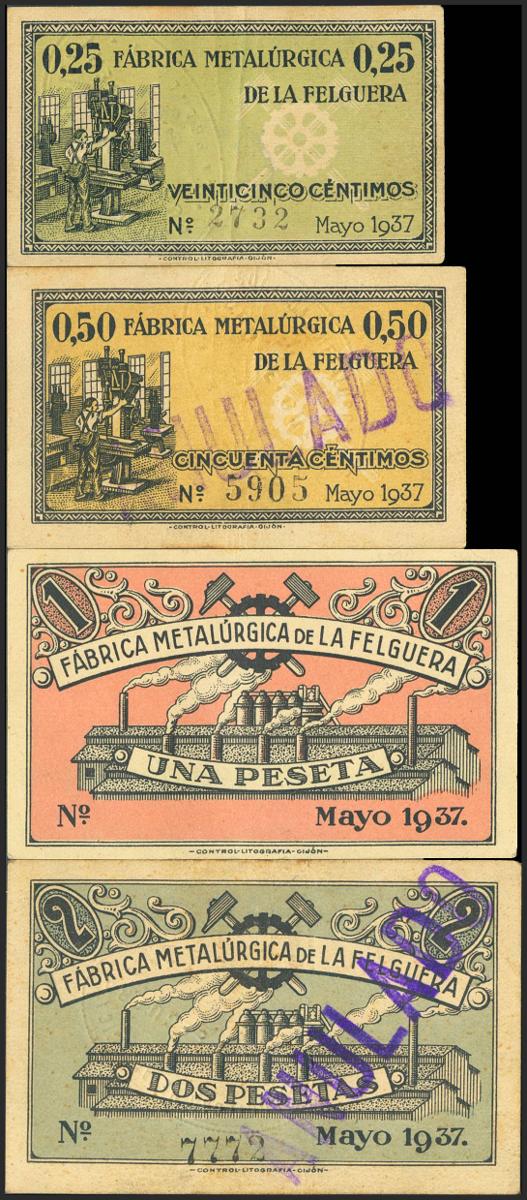 0,25 FÁBRICA METALÚRGICA 0,25
DE LA FELGUERA
VEINTICINCO CÉNTIMOS
Nº 2732 Mayo 1937
-CONTROL-LITOGRAFIA-GIJÓN-
0,50 FÁBRICA METALÚRGICA 0,50
DE LA FELGUERA
ANULADO
CINCUENTA CÉNTIMOS
Nº 5905 Mayo 1937
-CONTROL-LITOGRAFIA-GIJÓN-
1 1
FÁBRICA METALÚRGICA DE LA FELGUERA
UNA PESETA
Nº Mayo 1937.
-CONTROL-LITOGRAFIA-GIJÓN-
2 2
FÁBRICA METALÚRGICA DE LA FELGUERA
ANULADO
DOS PESETAS
Nº 7772 Mayo 1937.
-CONTROL-LITOGRAFIA-GIJÓN-